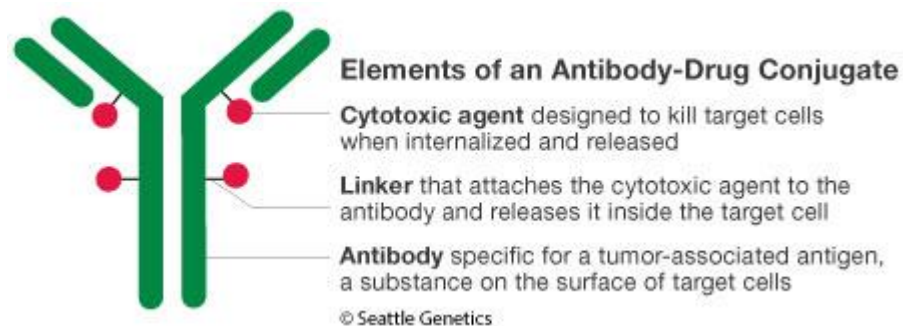 Elements of an Antibody-Drug Conjugate
Cytotoxic agent designed to kill target cells
when internalized and released
Linker that attaches the cytotoxic agent to the
antibody and releases it inside the target cell
Antibody specific for a tumor-associated antigen,
a substance on the surface of target cells
© Seattle Genetics